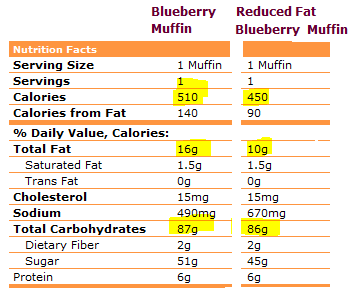 Blueberry Muffin Reduced Fat Blueberry Muffin
Nutrition Facts
Serving Size 1 Muffin 1 Muffin
Servings 1 1
Calories 510 450
Calories from Fat 140 90
% Daily Value, Calories:
Total Fat 16g 10g
Saturated Fat 1.5g 1.5g
Trans Fat 0g 0g
Cholesterol 15mg 15mg
Sodium 490mg 670mg
Total Carbohydrates 87g 86g
Dietary Fiber 2g 2g
Sugar 51g 45g
Protein 6g 6g